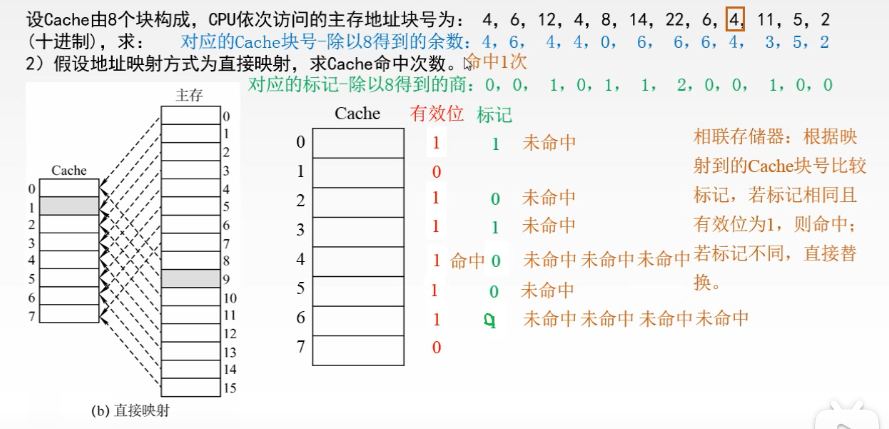 设Cache由8个块构成，CPU依次访问的主存地址块号为： 4, 6, 12, 4, 8, 14, 22, 6, 4, 11, 5, 2
(十进制)，求： 对应的Cache块号-除以8得到的余数：4, 6, 4, 4, 0, 6, 6, 6, 4, 3, 5, 2
2）假设地址映射方式为直接映射，求Cache命中次数。命中1次
对应的标记-除以8得到的商：0, 0, 1, 0, 1, 1, 2, 0, 0, 1, 0, 0
主存
0
1
2
3
4
5
6
7
8
9
10
11
12
13
14
15
Cache
0
1
2
3
4
5
6
7
(b) 直接映射
Cache 有效位 标记
0 1 1 未命中
1 0
2 1 0 未命中
3 1 1 未命中
4 1 命中 0 未命中 未命中 未命中
5 1 0 未命中
6 1 未命中 未命中 未命中 未命中
7 0
相联存储器：根据映
射到的Cache块号比较
标记，若标记相同且
有效位为1，则命中；
若标记不同，直接替
换。